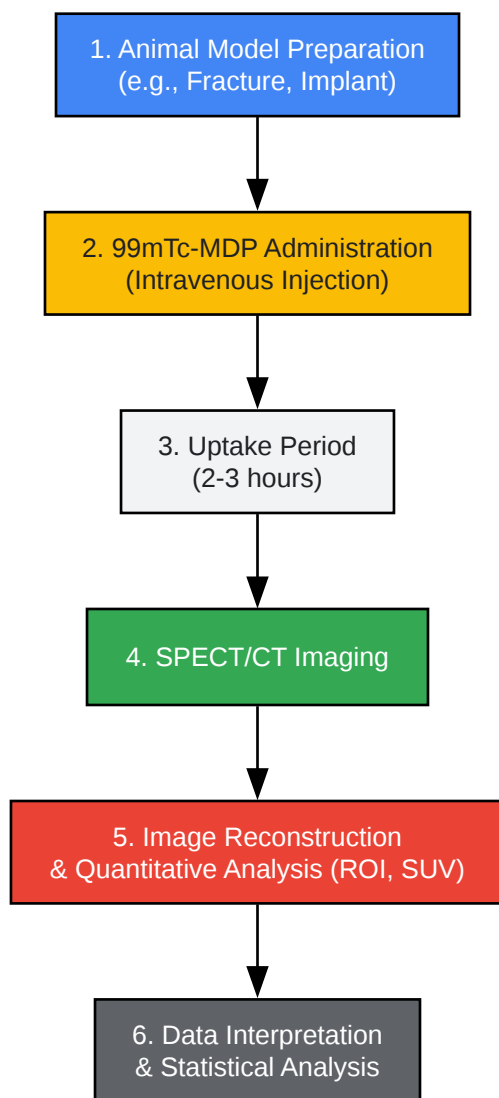 1. Animal Model Preparation
(e.g., Fracture, Implant)
2. 99mTc-MDP Administration
(Intravenous Injection)
3. Uptake Period
(2-3 hours)
4. SPECT/CT Imaging
5. Image Reconstruction
& Quantitative Analysis (ROI, SUV)
6. Data Interpretation
& Statistical Analysis